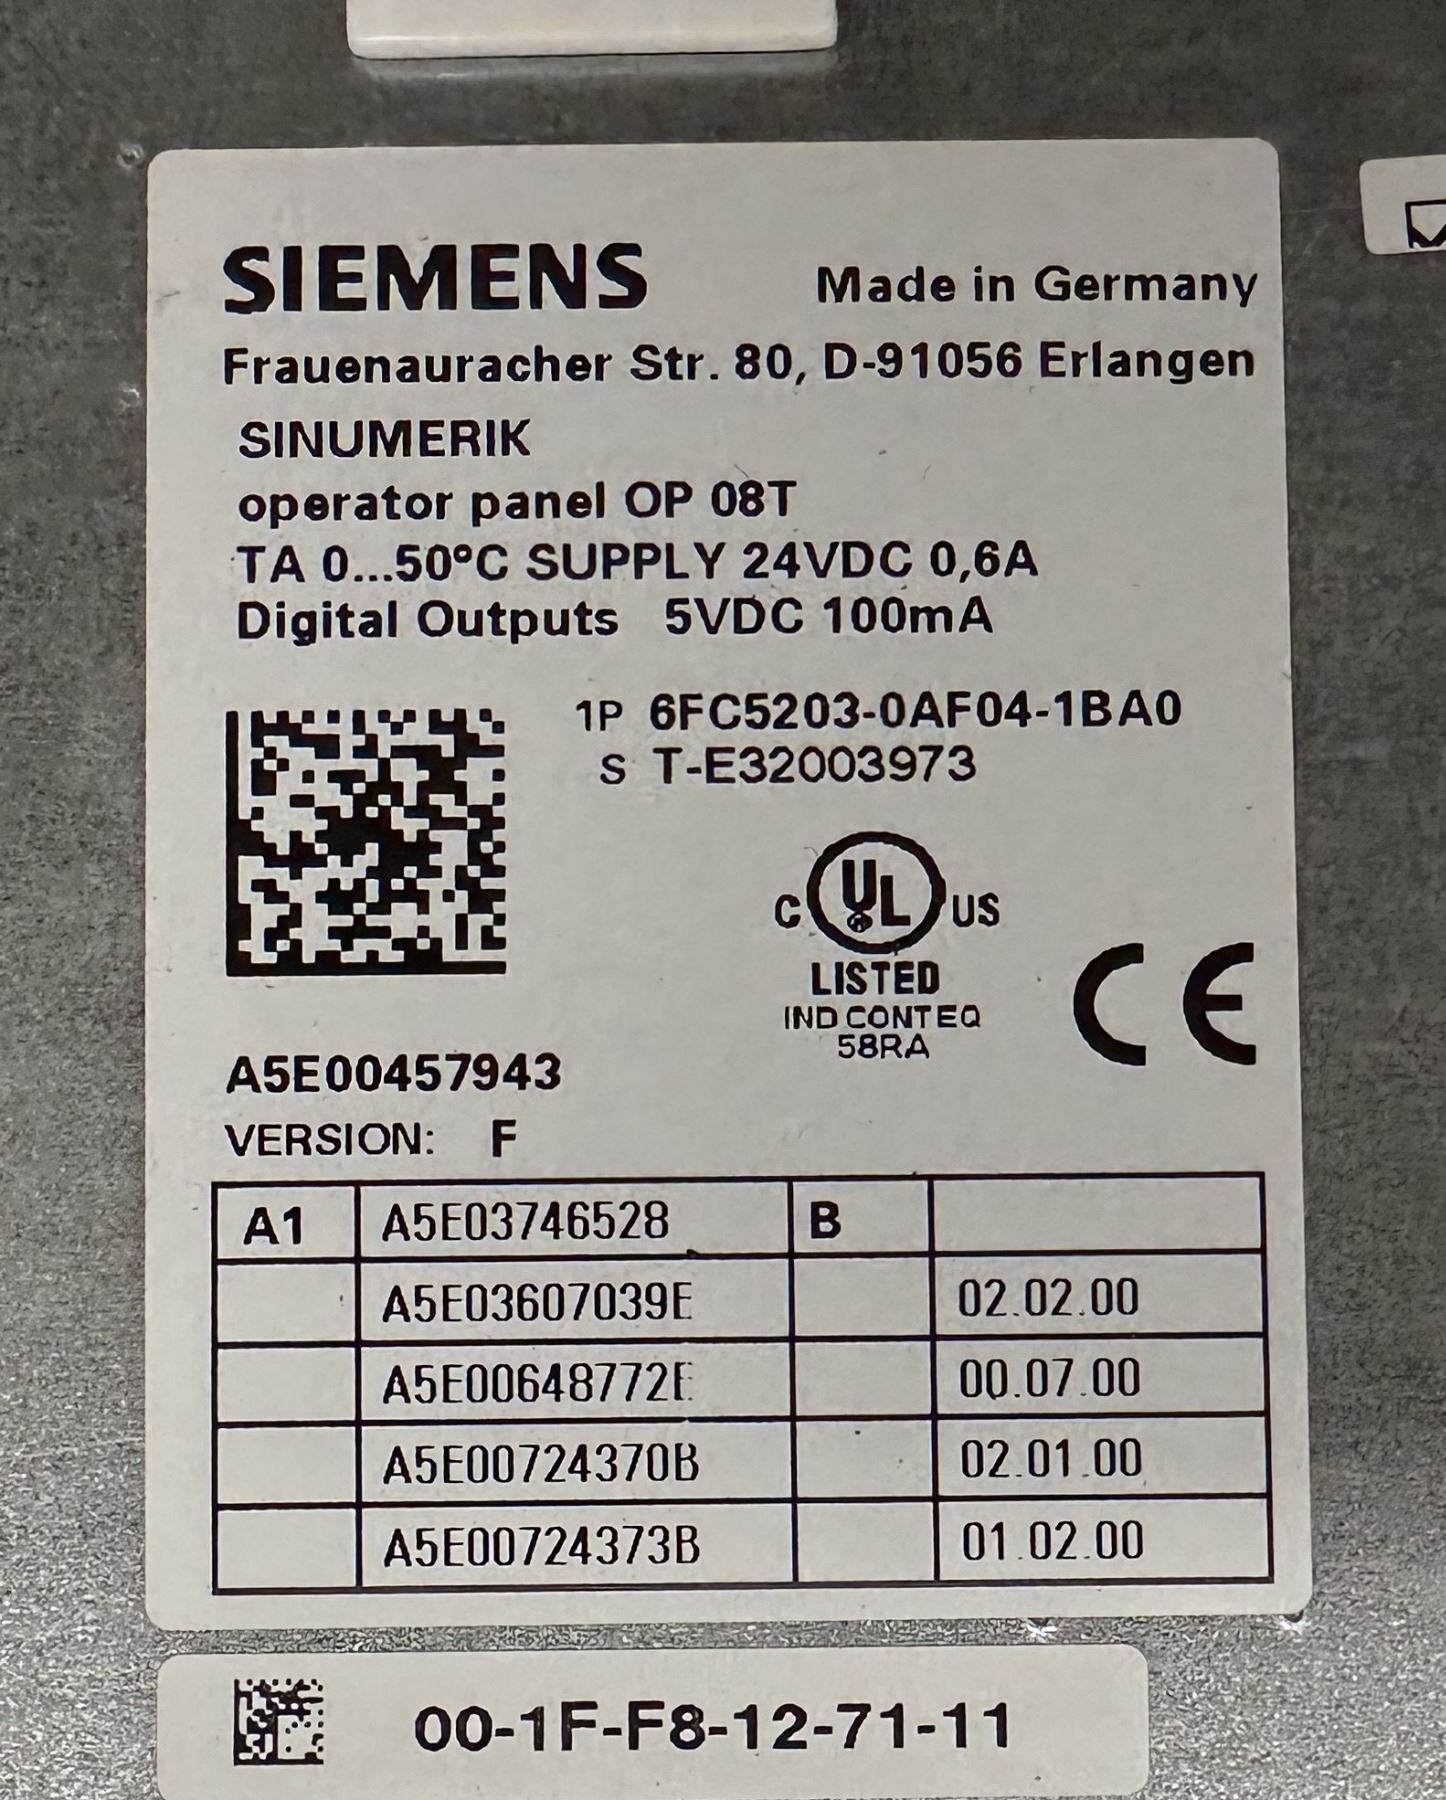 SIEMENS Made in Germany
Frauenauracher Str. 80, D-91056 Erlangen
SINUMERIK
operator panel OP 08T
TA 0...50°C SUPPLY 24VDC 0,6A
Digital Outputs 5VDC 100mA
1P 6FC5203-0AF04-1BA0
S T-E32003973
C UL US
LISTED
IND CONT EQ
58RA
CE
A5E00457943
VERSION: F
A1 A5E03746528 B
A5E03607039E 02.02.00
A5E00648772E 00.07.00
A5E00724370B 02.01.00
A5E00724373B 01.02.00
00-1F-F8-12-71-11